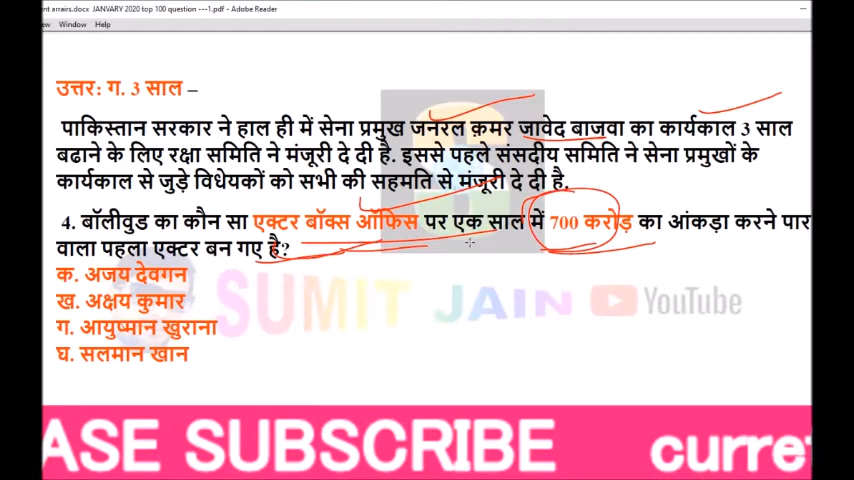 nt arrairs.docx JANVARY 2020 top 100 question ---1.pdf - Adobe Reader
ew Window Help
उत्तर: ग. 3 साल –
पाकिस्तान सरकार ने हाल ही में सेना प्रमुख जनरल क़मर जावेद बाजवा का कार्यकाल 3 साल
बढाने के लिए रक्षा समिति ने मंजूरी दे दी है. इससे पहले संसदीय समिति ने सेना प्रमुखों के
कार्यकाल से जुड़े विधेयकों को सभी की सहमति से मंजूरी दे दी है.
4. बॉलीवुड का कौन सा एक्टर बॉक्स ऑफिस पर एक साल में 700 करोड़ का आंकड़ा करने पार
वाला पहला एक्टर बन गए है?
क. अजय देवगन
ख. अक्षय कुमार
ग. आयुष्मान खुराना
घ. सलमान खान
SUMIT JAIN YouTube
ASE SUBSCRIBE curre